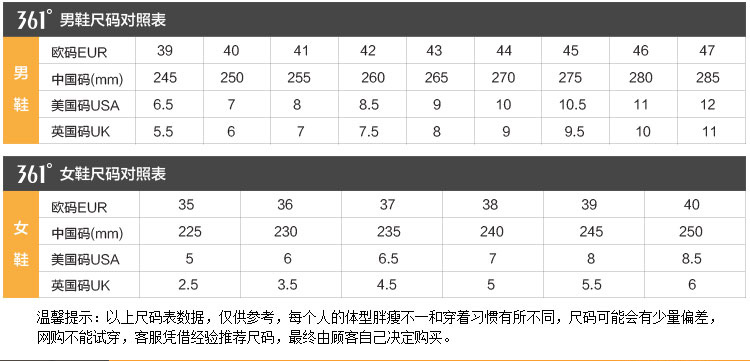 361° 男鞋尺码对照表
男鞋
欧码EUR 39 40 41 42 43 44 45 46 47
中国码(mm) 245 250 255 260 265 270 275 280 285
美国码USA 6.5 7 8 8.5 9 10 10.5 11 12
英国码UK 5.5 6 7 7.5 8 9 9.5 10 11
361° 女鞋尺码对照表
女鞋
欧码EUR 35 36 37 38 39 40
中国码(mm) 225 230 235 240 245 250
美国码USA 5 6 6.5 7 8 8.5
英国码UK 2.5 3.5 4.5 5 5.5 6
温馨提示：以上尺码表数据，仅供参考，每个人的体型胖瘦不一和穿着习惯有所不同，尺码可能会有少量偏差，
网购不能试穿，客服凭借经验推荐尺码，最终由顾客自己决定购买。